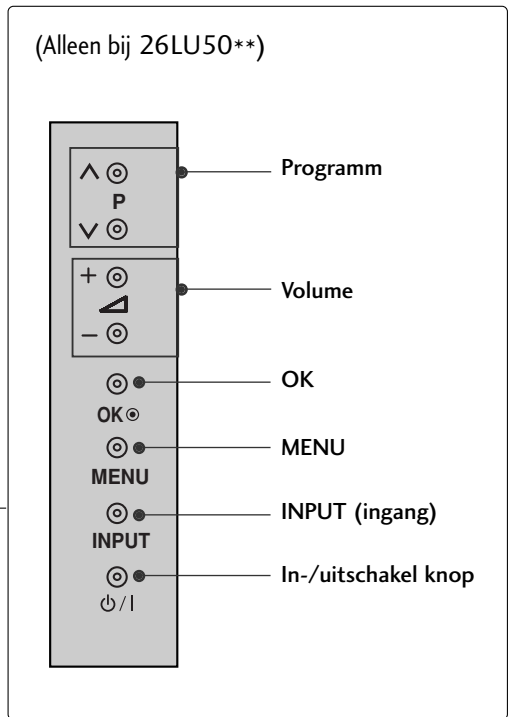 (Alleen bij 26LU50**)
∧
P
∨
Programm
+
−
Volume
OK
OK
MENU
MENU
INPUT (ingang)
INPUT
In-/uitschakel knop
⏻/I